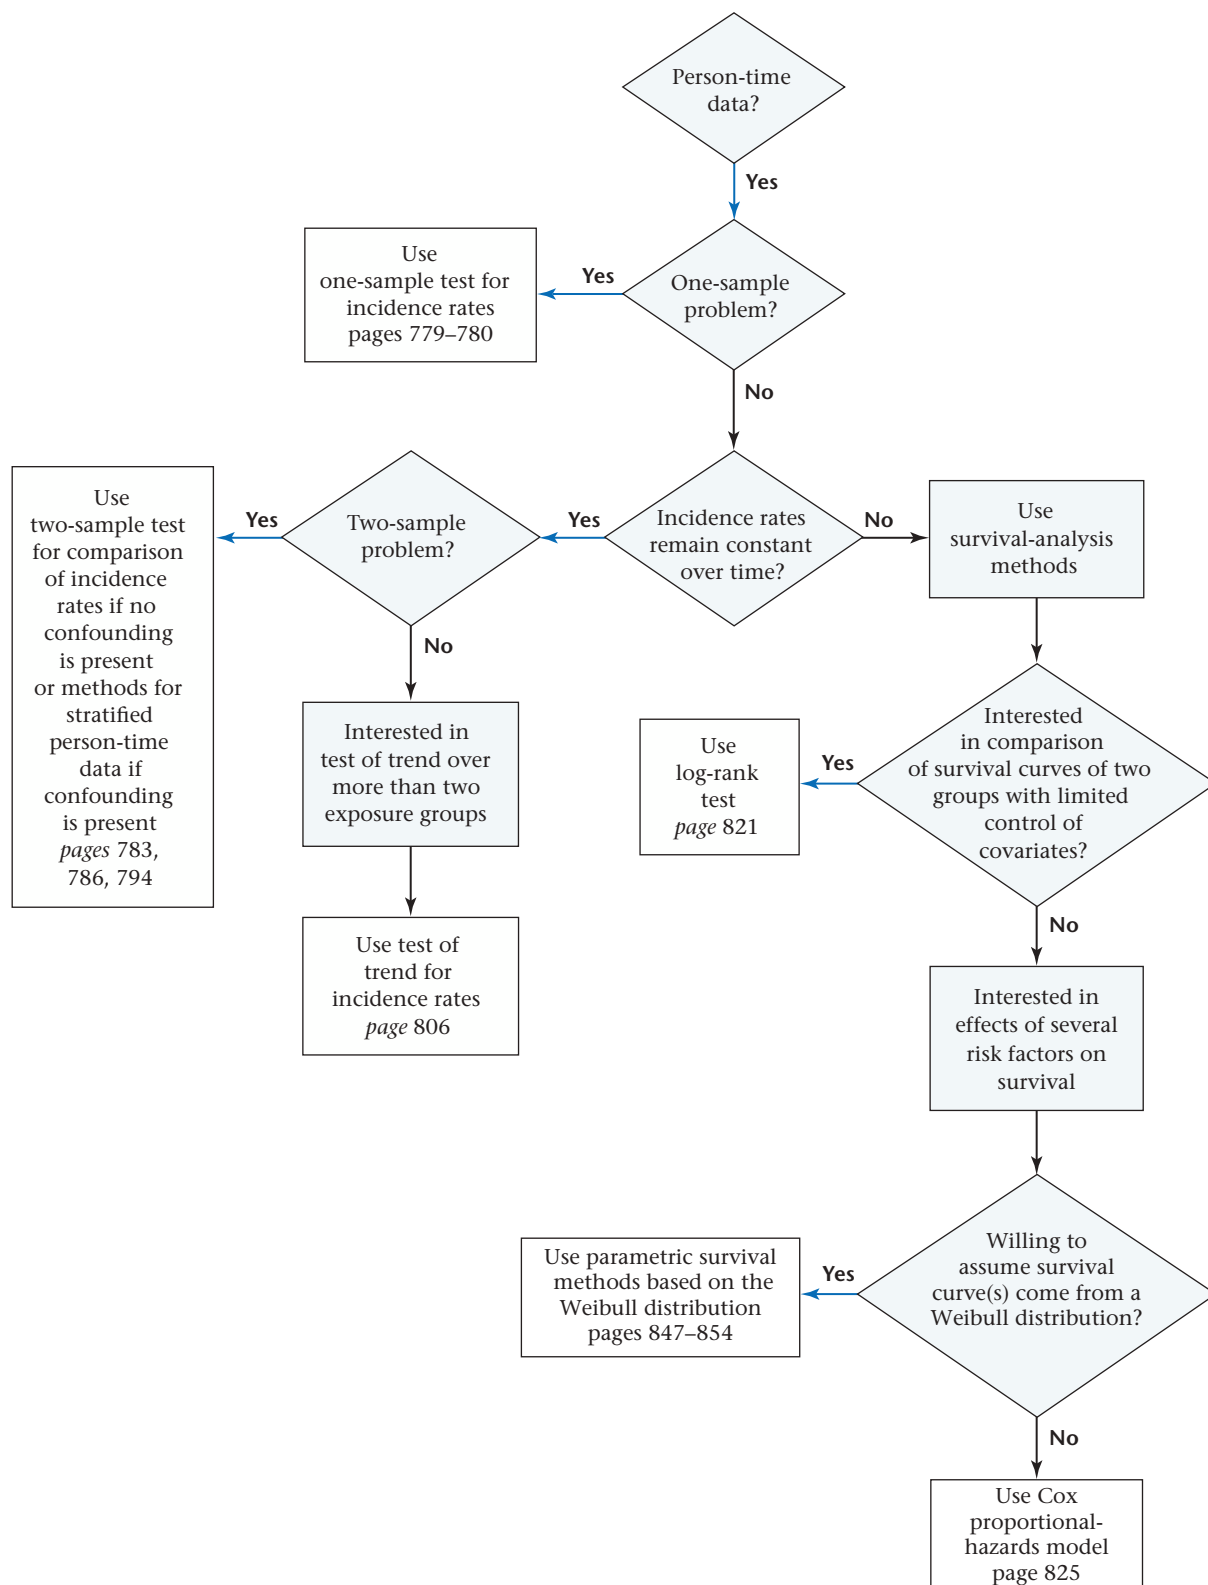 Person-time
data?
Yes
Use
one-sample test for
incidence rates
pages 779–780
Yes
One-sample
problem?
No
Use
two-sample test
for comparison
of incidence
rates if no
confounding
is present
or methods for
stratified
person-time
data if
confounding
is present
pages 783,
786, 794
Yes
Two-sample
problem?
Yes
Incidence rates
remain constant
over time?
No
Use
survival-analysis
methods
No
Interested in
test of trend over
more than two
exposure groups
Use test of
trend for
incidence rates
page 806
Use
log-rank
test
page 821
Yes
Interested
in comparison
of survival curves of two
groups with limited
control of
covariates?
No
Interested in
effects of several
risk factors on
survival
Use parametric survival
methods based on the
Weibull distribution
pages 847–854
Yes
Willing to
assume survival
curve(s) come from a
Weibull distribution?
No
Use Cox
proportional-
hazards model
page 825